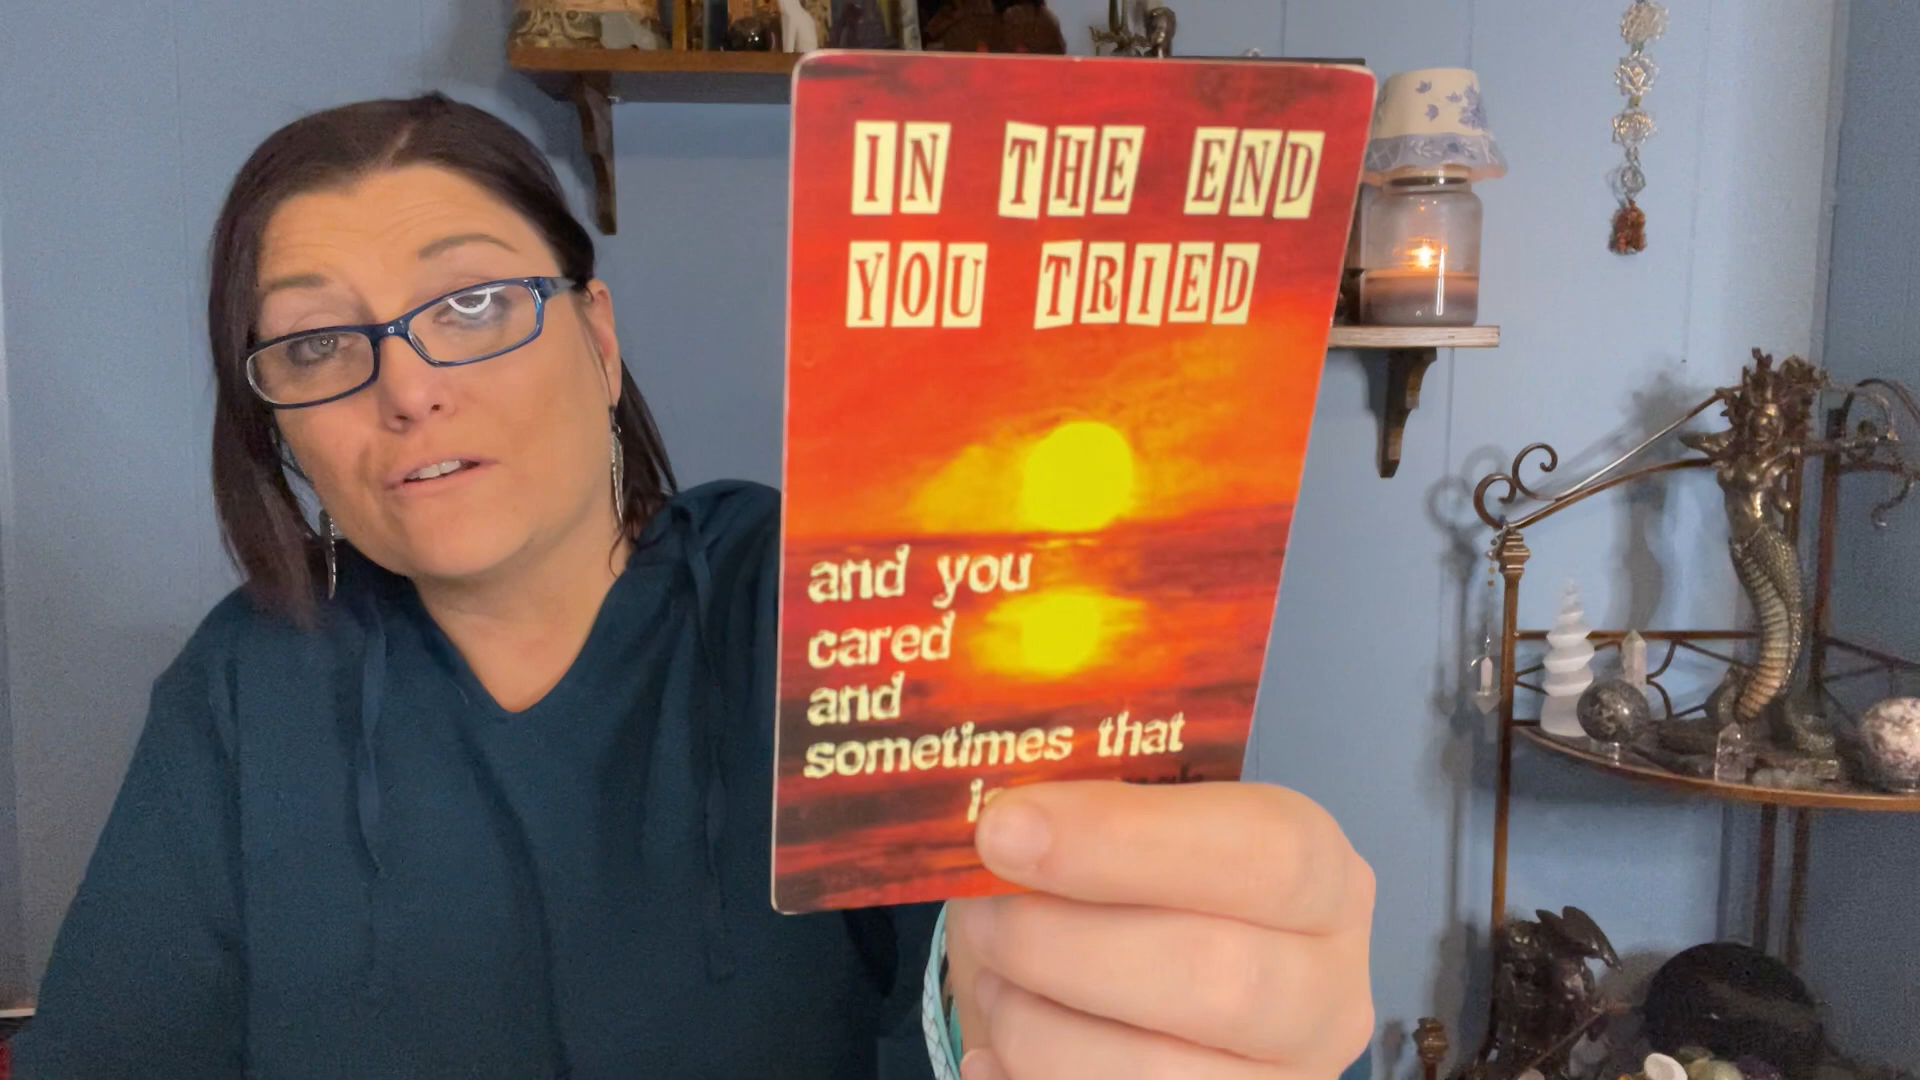 IN THE END
YOU TRIED
and you
cared
and
sometimes that